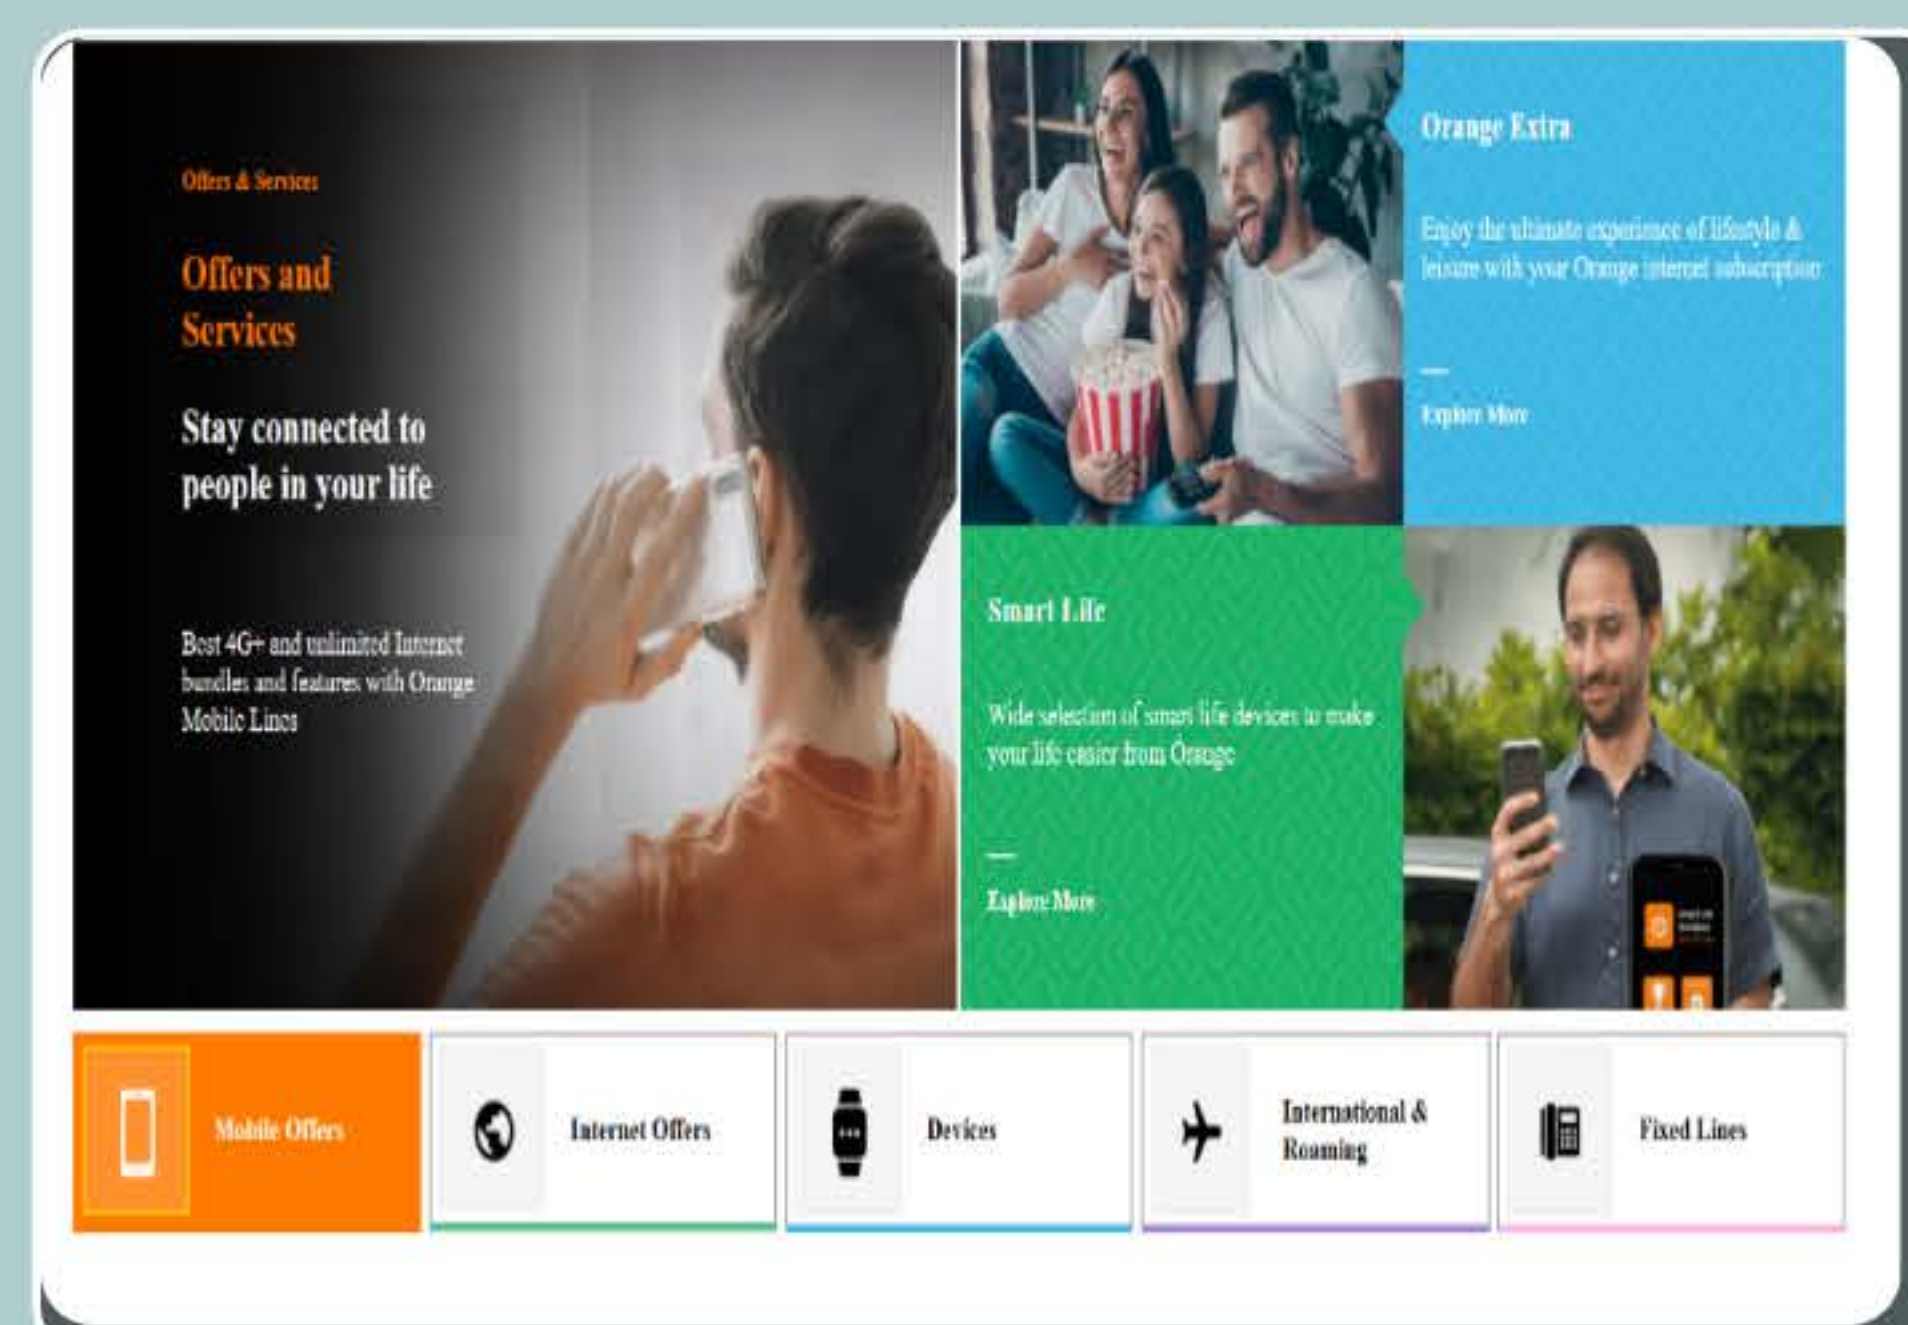 Offers & Services
Offers and
Services
Stay connected to
people in your life
Best 4G+ and unlimited Internet
bundles and features with Orange
Mobile Lines
Orange Extra
Enjoy the ultimate experience of lifestyle &
leisure with your Orange internet subscription
Explore More
Smart Life
Wide selection of smart life devices to make
your life easier from Orange
Explore More
Mobile Offers
Internet Offers
Devices
International &
Roaming
Fixed Lines